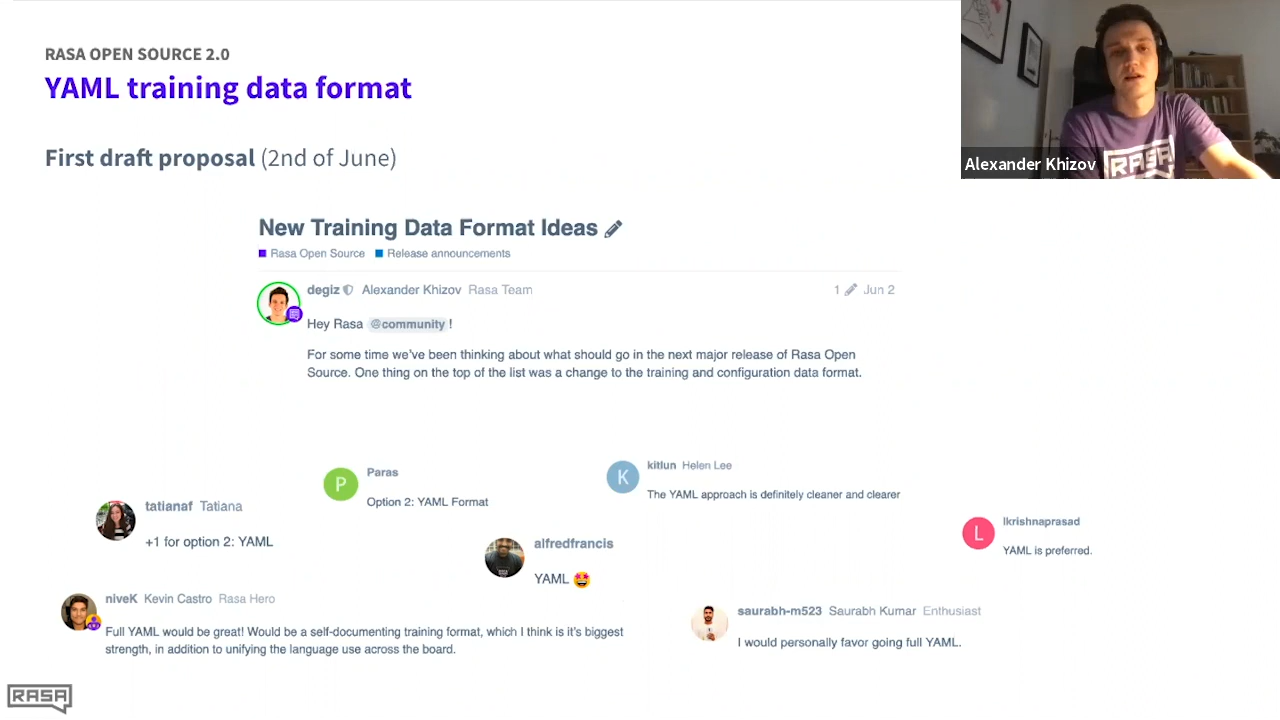 RASA OPEN SOURCE 2.0
YAML training data format
First draft proposal (2nd of June)
Alexander Khizov
RASA
New Training Data Format Ideas
Rasa Open Source Release announcements
degiz Alexander Khizov Rasa Team 1 Jun 2
Hey Rasa @community !
For some time we've been thinking about what should go in the next major release of Rasa Open
Source. One thing on the top of the list was a change to the training and configuration data format.
P
Paras
Option 2: YAML Format
K
kitlun Helen Lee
The YAML approach is definitely cleaner and clearer
tatianaf Tatiana
+1 for option 2: YAML
alfredfrancis
YAML 🤩
L
lkrishnaprasad
YAML is preferred.
niveK Kevin Castro Rasa Hero
Full YAML would be great! Would be a self-documenting training format, which I think is it's biggest
strength, in addition to unifying the language use across the board.
saurabh-m523 Saurabh Kumar Enthusiast
I would personally favor going full YAML.
RASA